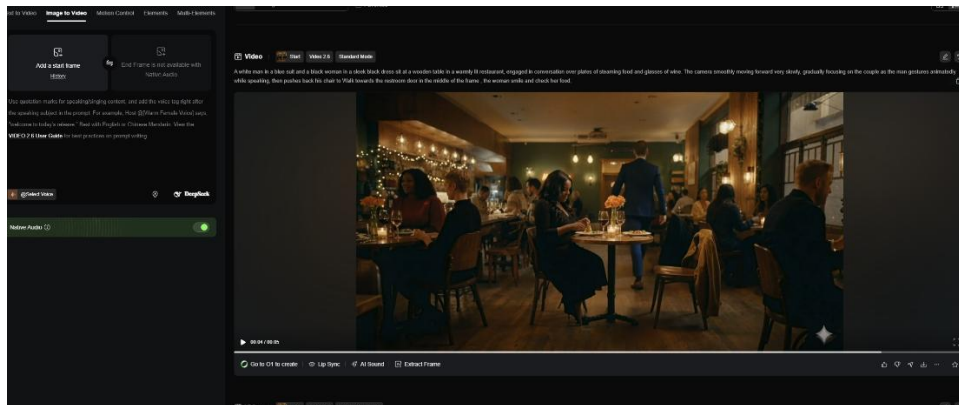 Image to Video
Motion Control
Elements
Multi-Elements
Add a start frame
History
End Frame is not available with
Native Audio
Use quotation marks for speaking/singing
content, and add the voice tag right after
the speaking subject in the prompt. For example, Host @[Warm Female Voice] says,
"welcome to today's release." Best with English or Chinese Mandarin. View the
VIDEO 2.6 User Guide for best practices on prompt writing.
@Select Voice
DeepSeek
Native Audio
Video
Start
Video 2.6
Standard Mode
A white man in a blue suit and a black woman in a sleek black dress sit at a wooden table in a warmly lit restaurant, engaged in conversation over plates of steaming food and glasses of wine. The camera smoothly moving forward very slowly, gradually focusing on the couple as the man gestures animatedly
while speaking, then pushes back his chair to Walk towards the restroom door in the middle of the frame , the woman smiles and check her food.
00:04 / 00:05
Go to O1 to create
Lip Sync
AI Sound
Extract Frame